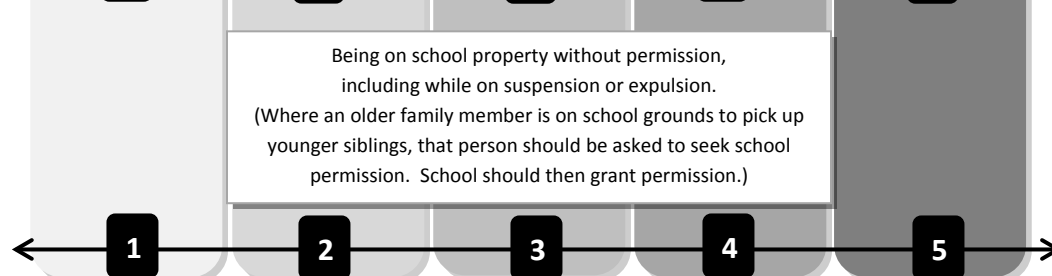 Being on school property without permission,
including while on suspension or expulsion.
(Where an older family member is on school grounds to pick up
younger siblings, that person should be asked to seek school
permission.  School should then grant permission.)
1 2 3 4 5